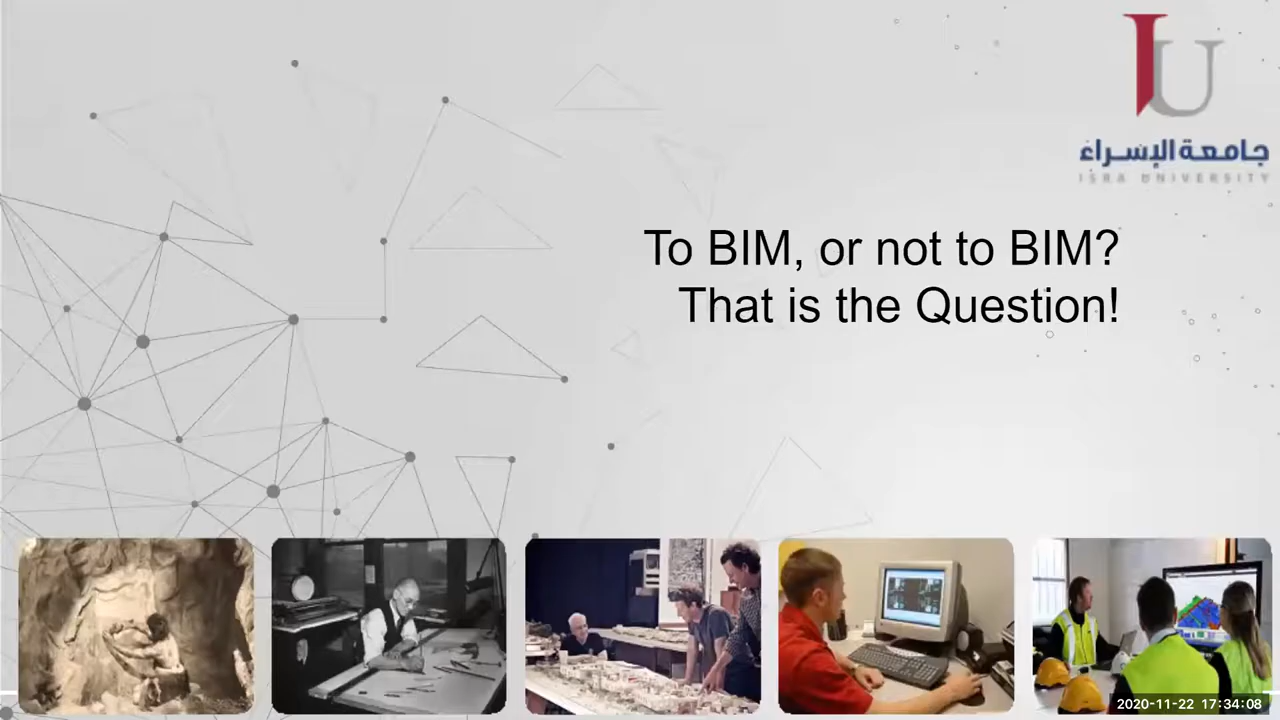 جامعة الإسراء
ISRA UNIVERSITY
To BIM, or not to BIM?
That is the Question!
2020-11-22 17:34:08